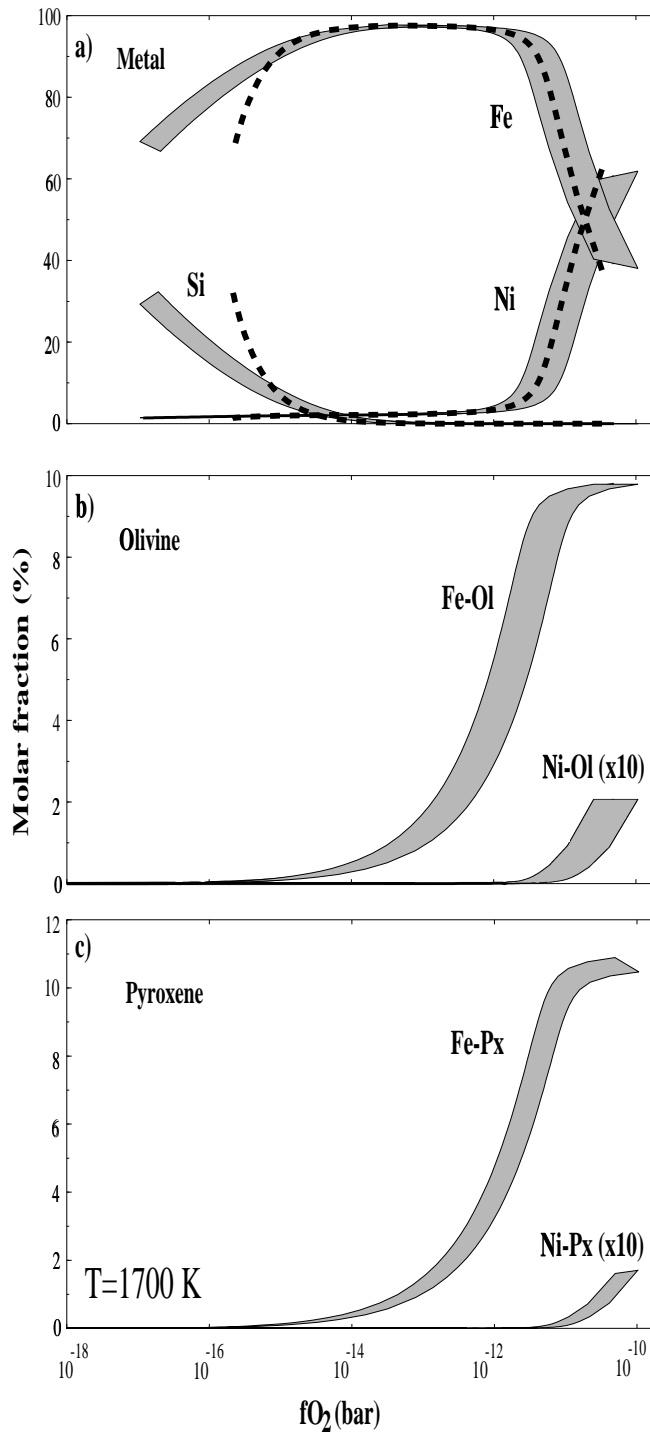 100
a)
Metal
80
Fe
60
40
Si
Ni
20
0
10
b)
Olivine
8
Fe-Ol
6
4
Ni-Ol (x10)
2
0
Molar fraction (%)
12
c)
Pyroxene
10
Fe-Px
8
6
4
Ni-Px (x10)
2
T=1700 K
0
10^-18 10^-16 10^-14 10^-12 10^-10
fO2 (bar)